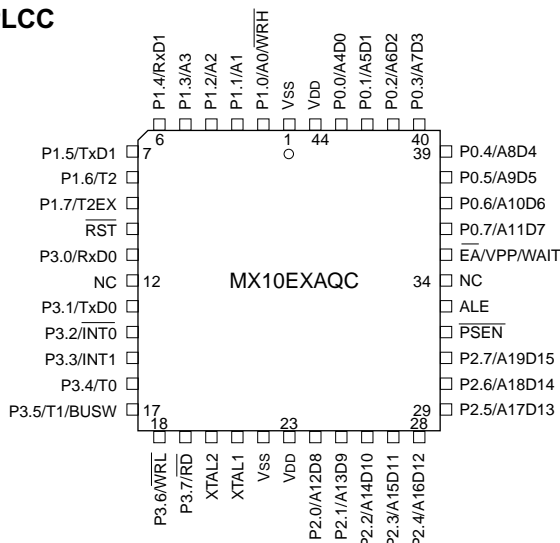 LCC
P1.4/RxD1
P1.3/A3
P1.2/A2
P1.1/A1
P1.0/A0/WRH
VSS
VDD
P0.0/A4D0
P0.1/A5D1
P0.2/A6D2
P0.3/A7D3
6
1
44
40
P1.5/TxD1
7
39
P0.4/A8D4
P1.6/T2
P0.5/A9D5
P1.7/T2EX
P0.6/A10D6
RST
P0.7/A11D7
P3.0/RxD0
EA/VPP/WAIT
NC
12
MX10EXAQC
34
NC
P3.1/TxD0
ALE
P3.2/INT0
PSEN
P3.3/INT1
P2.7/A19D15
P3.4/T0
P2.6/A18D14
P3.5/T1/BUSW
17
29
P2.5/A17D13
18
23
28
P3.6/WRL
P3.7/RD
XTAL2
XTAL1
VSS
VDD
P2.0/A12D8
P2.1/A13D9
P2.2/A14D10
P2.3/A15D11
P2.4/A16D12